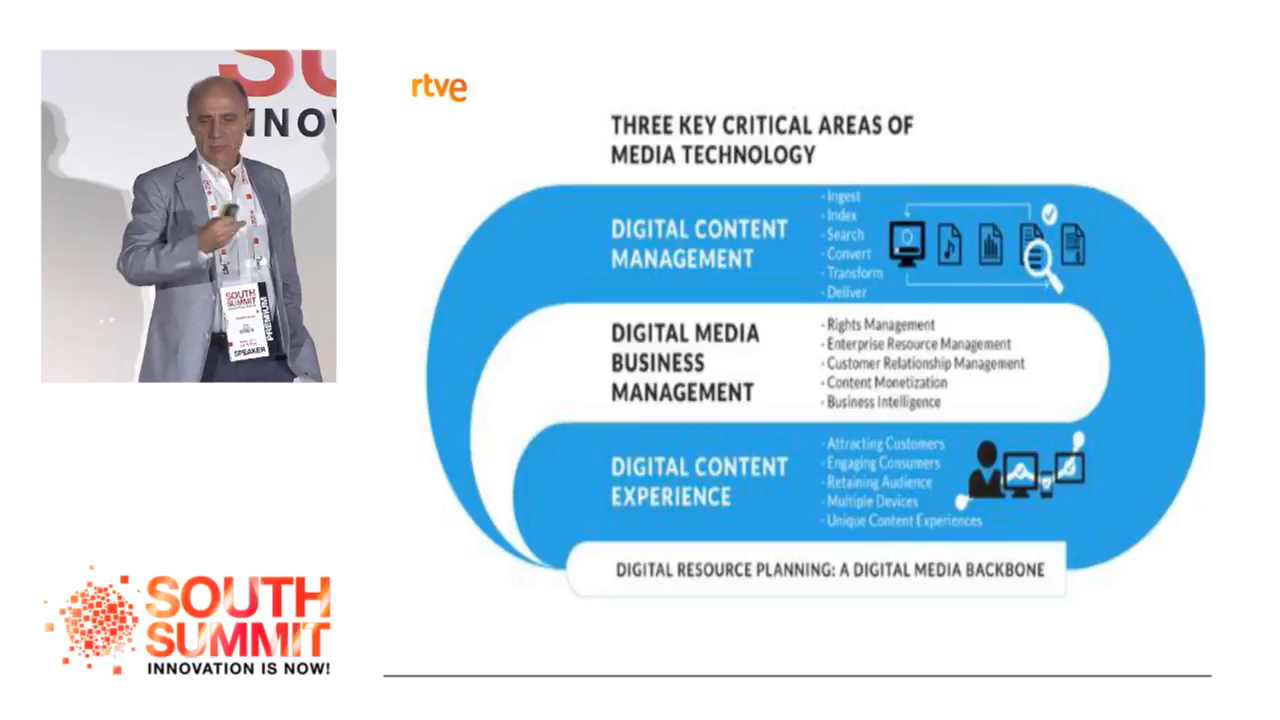 SU
INNOV
SOUTH
SUMMIT
PREMIUM
SPEAKER
rtve
THREE KEY CRITICAL AREAS OF
MEDIA TECHNOLOGY
DIGITAL CONTENT
MANAGEMENT
- Ingest
- Index
- Search
- Convert
- Transform
- Deliver
DIGITAL MEDIA
BUSINESS
MANAGEMENT
- Rights Management
- Enterprise Resource Management
- Customer Relationship Management
- Content Monetization
- Business Intelligence
DIGITAL CONTENT
EXPERIENCE
- Attracting Customers
- Engaging Consumers
- Retaining Audience
- Multiple Devices
- Unique Content Experiences
DIGITAL RESOURCE PLANNING: A DIGITAL MEDIA BACKBONE
SOUTH
SUMMIT
INNOVATION IS NOW!